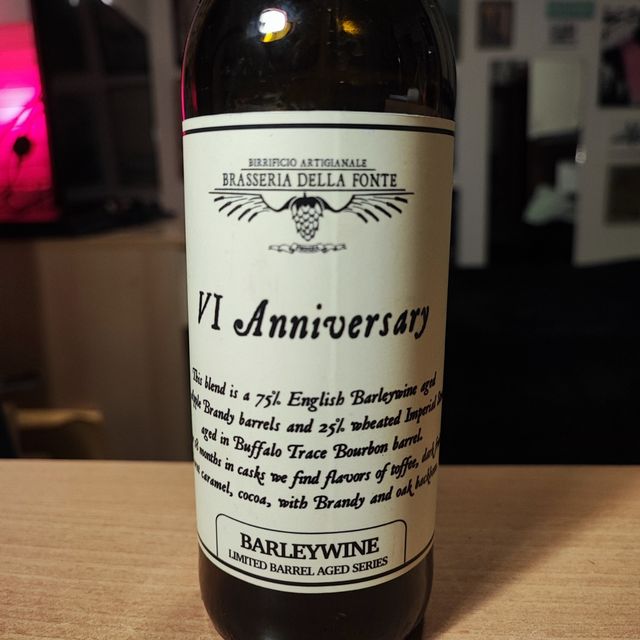 BIRRIFICIO ARTIGIANALE
BRASSERIA DELLA FONTE
VI Anniversary
This blend is a 75% English Barleywine aged
Brandy barrels and 25% wheated Imperial
aged in Buffalo Trace Bourbon barrel.
months in casks we find flavors of toffee,
caramel, cocoa, with Brandy and oak
BARLEYWINE
LIMITED BARREL AGED SERIES